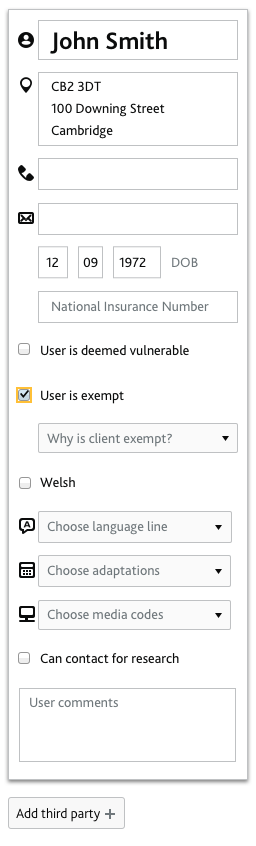 John Smith
CB2 3DT
100 Downing Street
Cambridge
12 09 1972 DOB
National Insurance Number
User is deemed vulnerable
User is exempt
Why is client exempt?
Welsh
A Choose language line
Choose adaptations
Choose media codes
Can contact for research
User comments
Add third party +